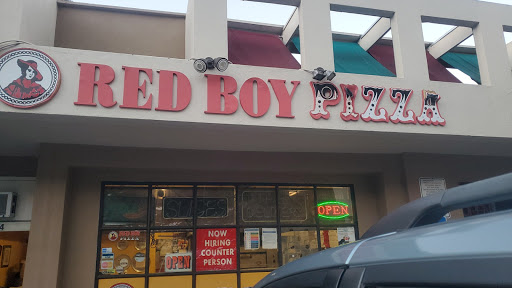 RED BOY PIZZA
OPEN
NOW
HIRING
COUNTER
PERSON
OPEN